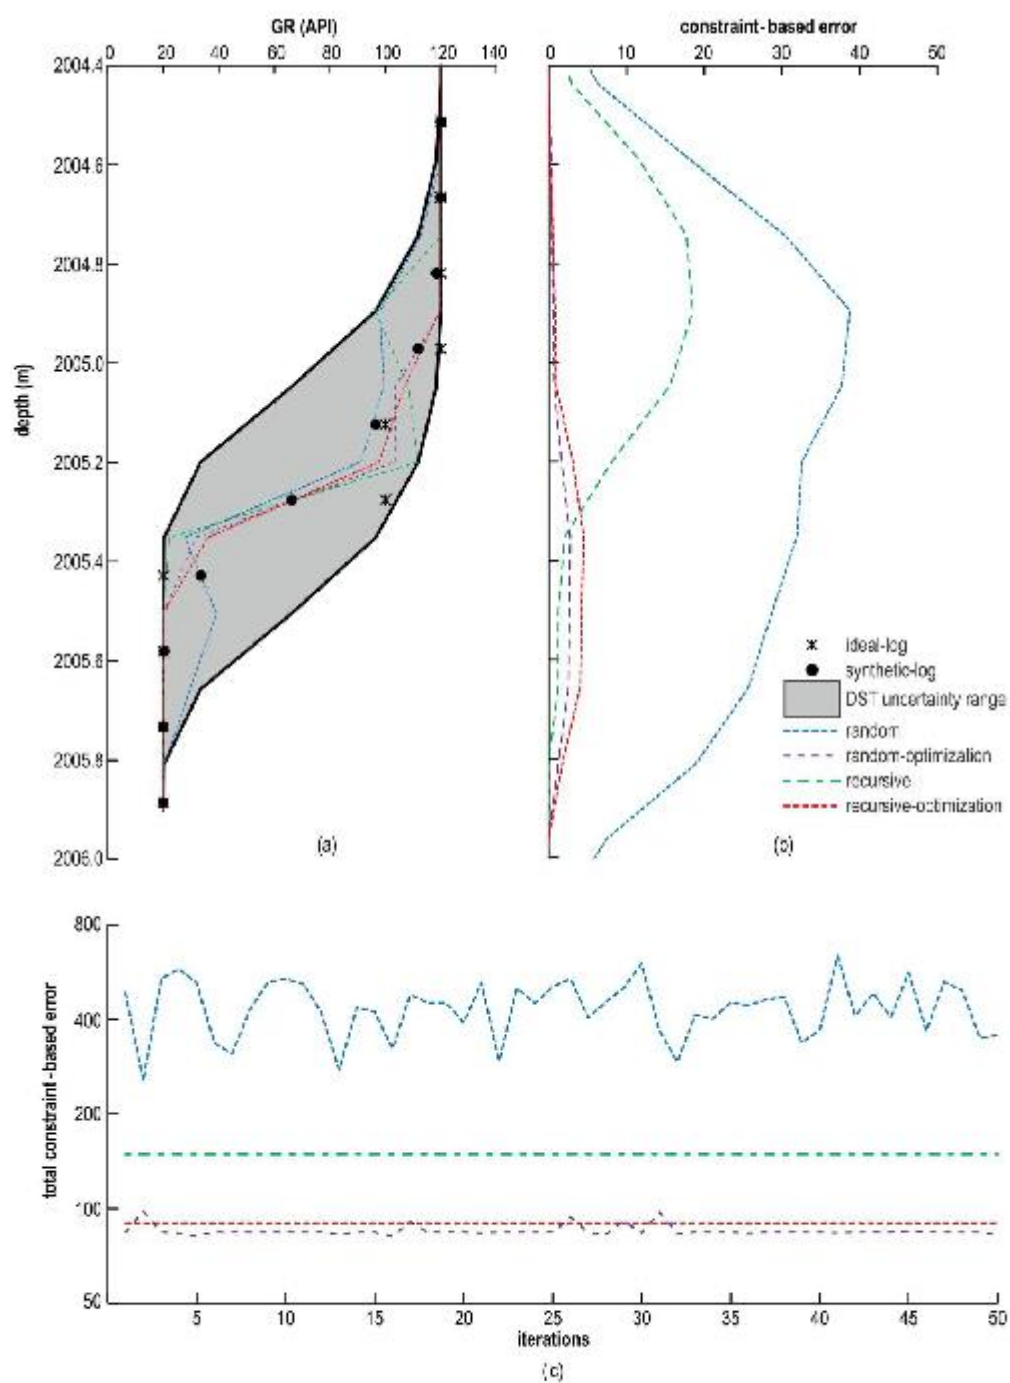 GR (API)
0 20 40 60 80 100 120 140
constraint-based error
0 10 20 30 40 50
depth (m)
2004.4
2004.6
2004.8
2005.0
2005.2
2005.4
2005.6
2005.8
2006.0
(a)
ideal-log
synthetic-log
DST uncertainty range
random
random-optimization
recursive
recursive-optimization
(b)
total constraint-based error
800
400
200
100
50
5 10 15 20 25 30 35 40 45 50
iterations
(c)